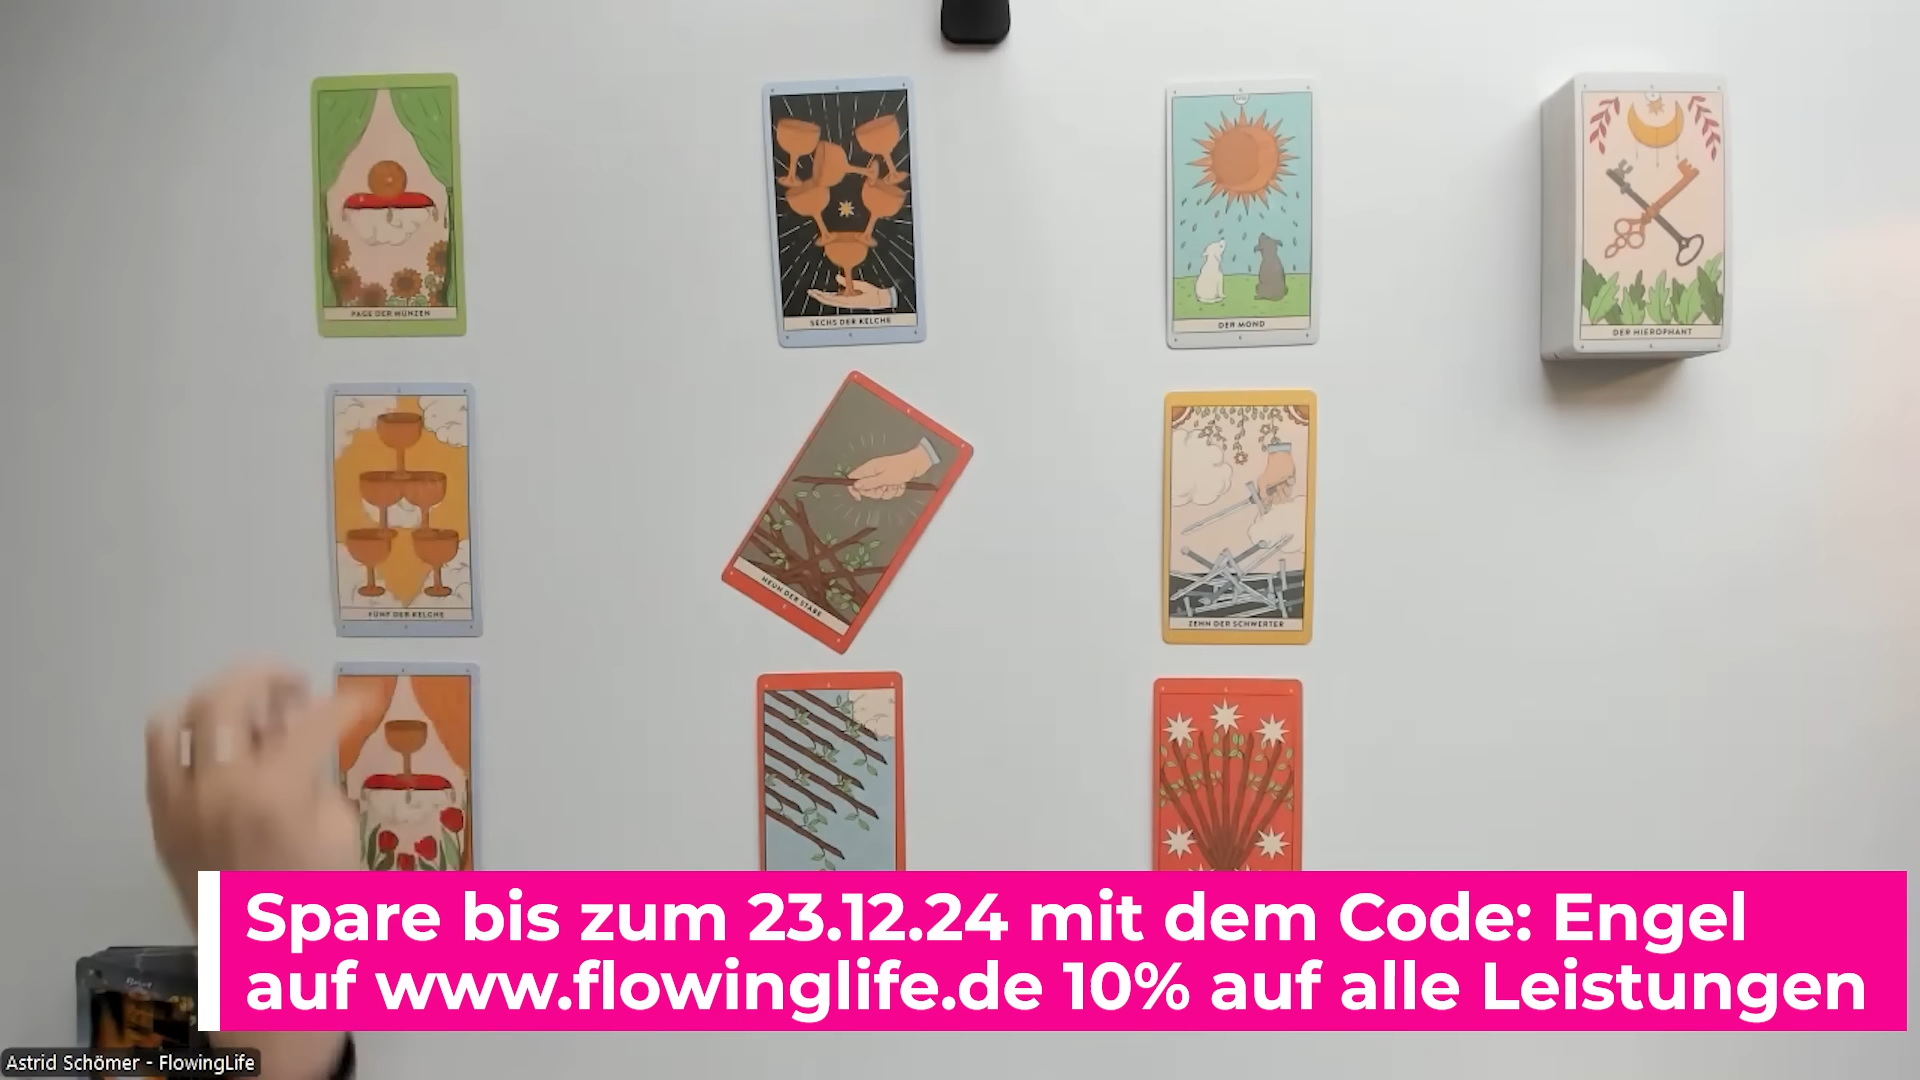 PAGE DER MÜNZEN
SECHS DER KELCHE
DER MOND
DER HIEROPHANT
FÜNF DER KELCHE
NEUN DER STÄBE
ZEHN DER SCHWERTER
Spare bis zum 23.12.24 mit dem Code: Engel
auf www.flowinglife.de 10% auf alle Leistungen
Astrid Schömer - FlowingLife